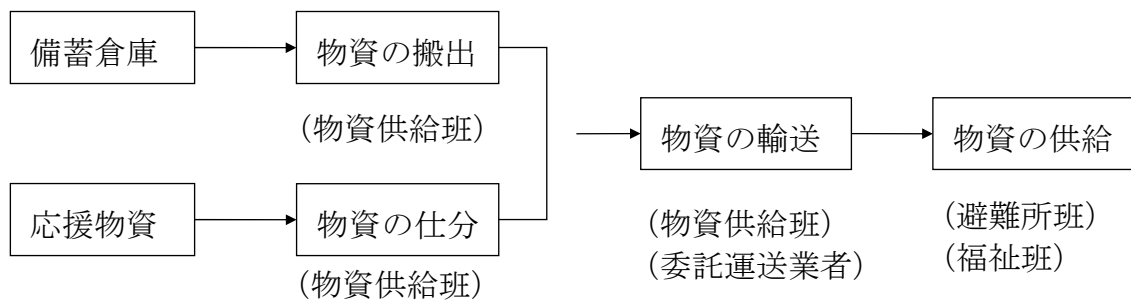 備蓄倉庫
物資の搬出
(物資供給班)
応援物資
物資の仕分
(物資供給班)
物資の輸送
(物資供給班)
(委託運送業者)
物資の供給
(避難所班)
(福祉班)